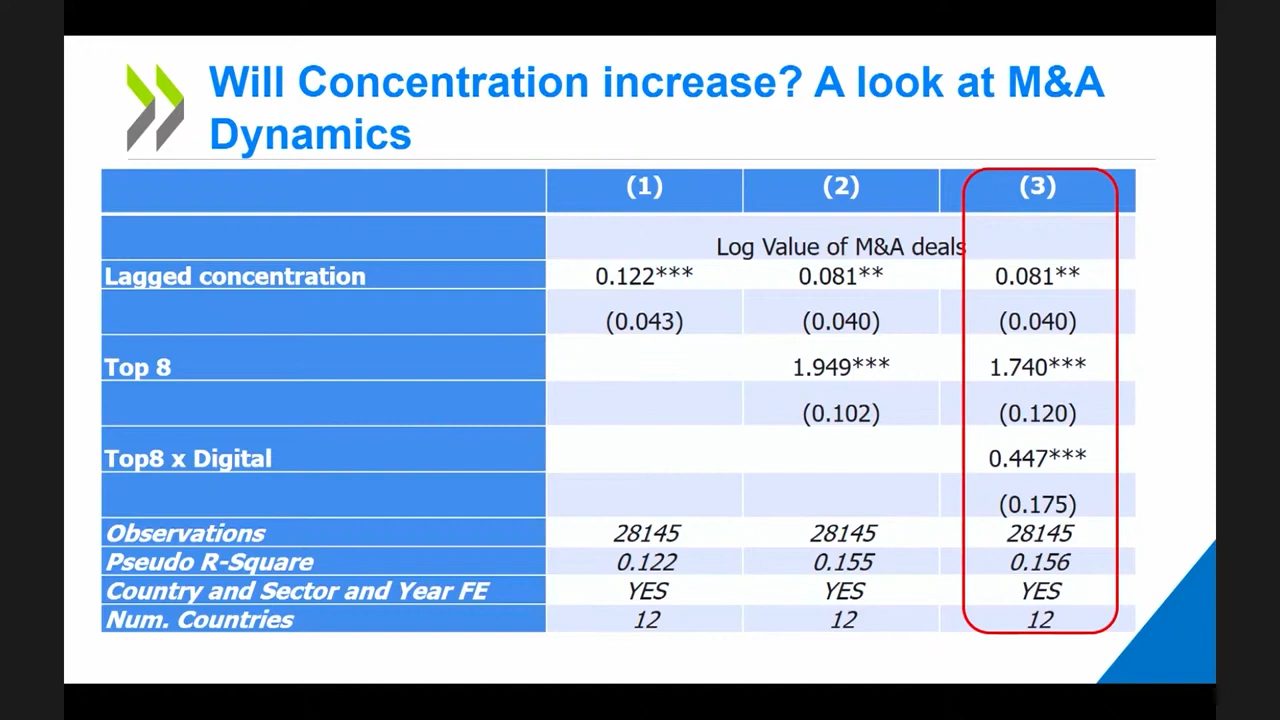 Will Concentration increase? A look at M&A
Dynamics
(1) (2) (3)
Log Value of M&A deals
Lagged concentration 0.122*** 0.081** 0.081**
(0.043) (0.040) (0.040)
Top 8 1.949*** 1.740***
(0.102) (0.120)
Top8 x Digital 0.447***
(0.175)
Observations 28145 28145 28145
Pseudo R-Square 0.122 0.155 0.156
Country and Sector and Year FE YES YES YES
Num. Countries 12 12 12